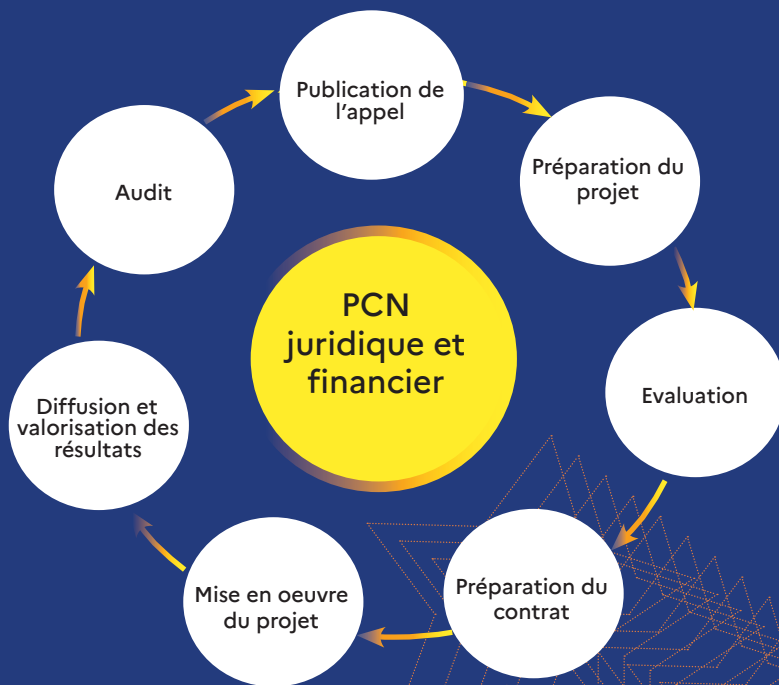 Publication de
l'appel
Préparation du
projet
Evaluation
Préparation du
contrat
Mise en oeuvre
du projet
Diffusion et
valorisation des
résultats
Audit
PCN
juridique et
financier